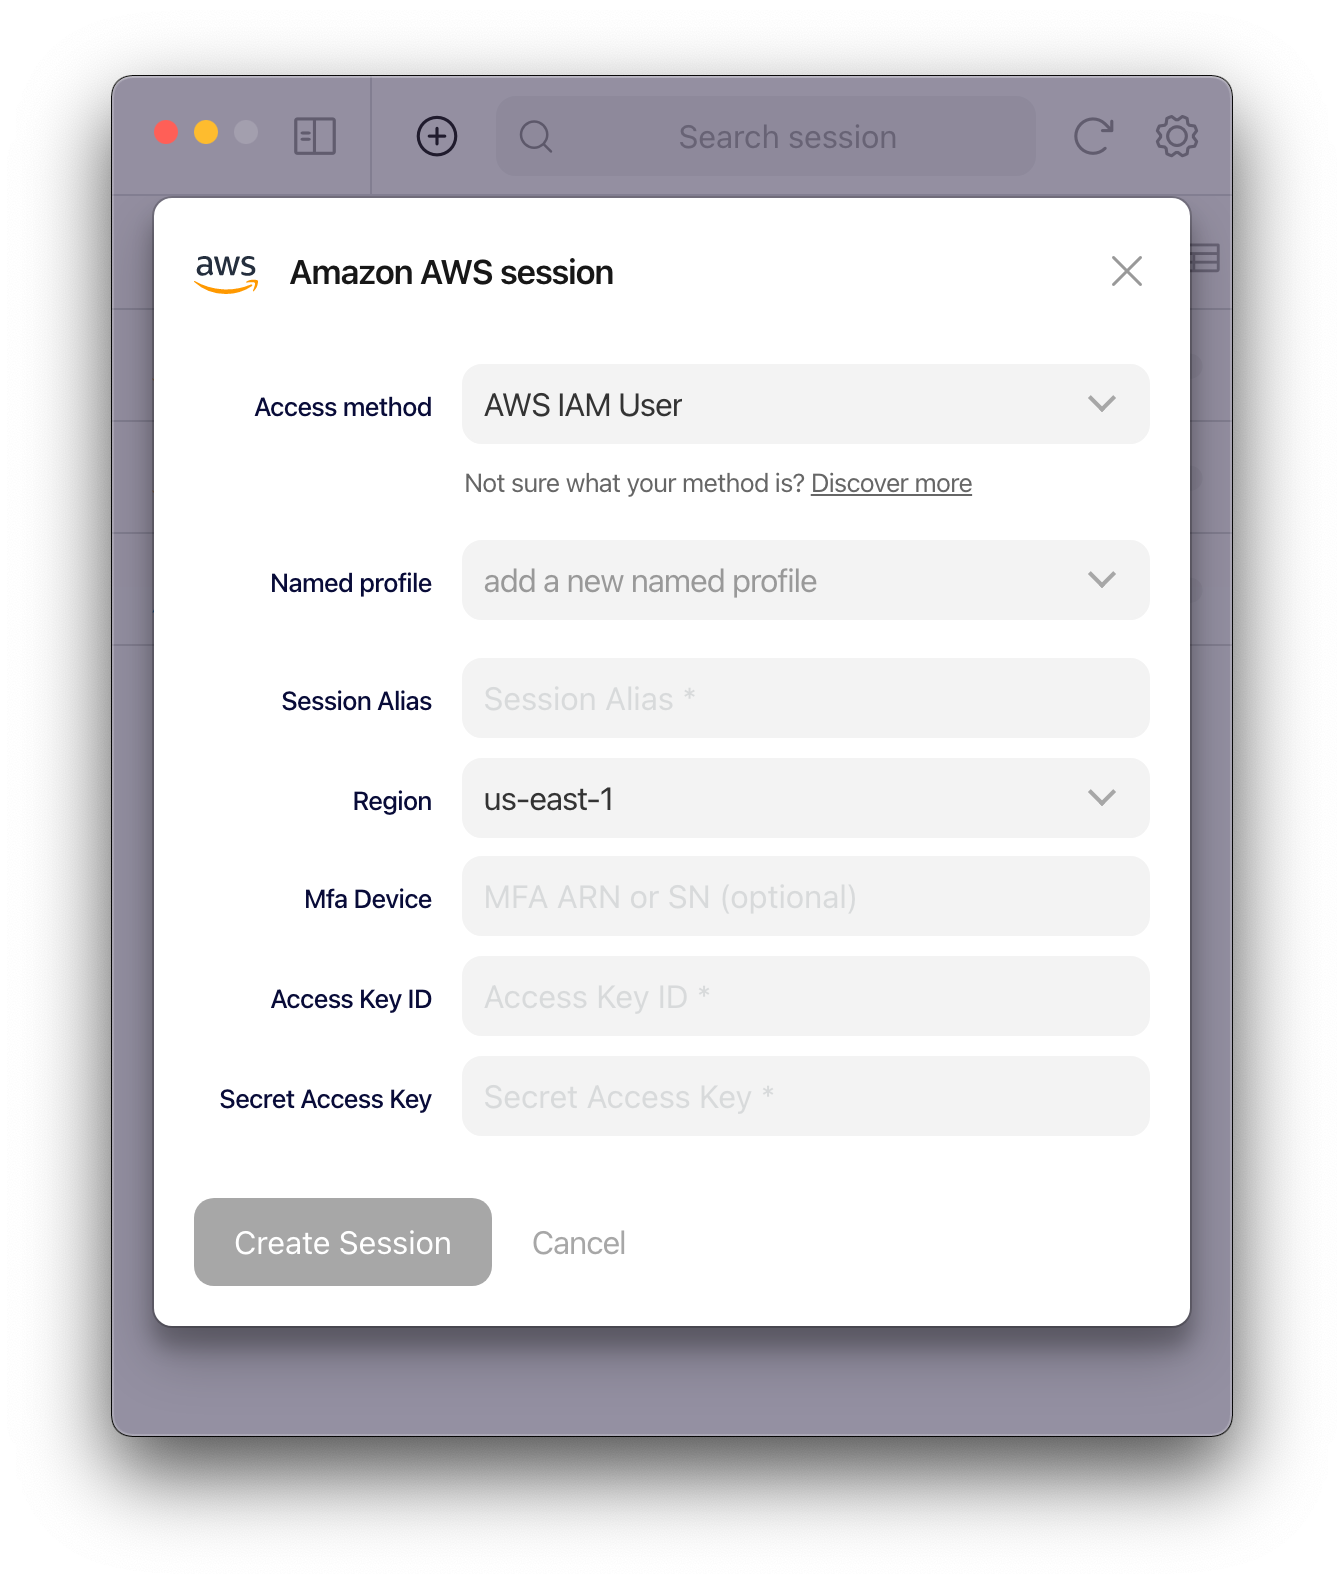 Search session
aws Amazon AWS session
Access method AWS IAM User
Not sure what your method is? Discover more
Named profile add a new named profile
Session Alias Session Alias *
Region us-east-1
Mfa Device MFA ARN or SN (optional)
Access Key ID Access Key ID *
Secret Access Key Secret Access Key *
Create Session Cancel